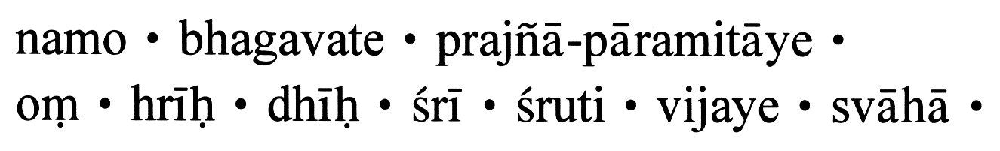 namo • bhagavate • prajñā-pāramitāye •
oṃ • hrīḥ • dhīḥ • śrī • śruti • vijaye • svāhā •